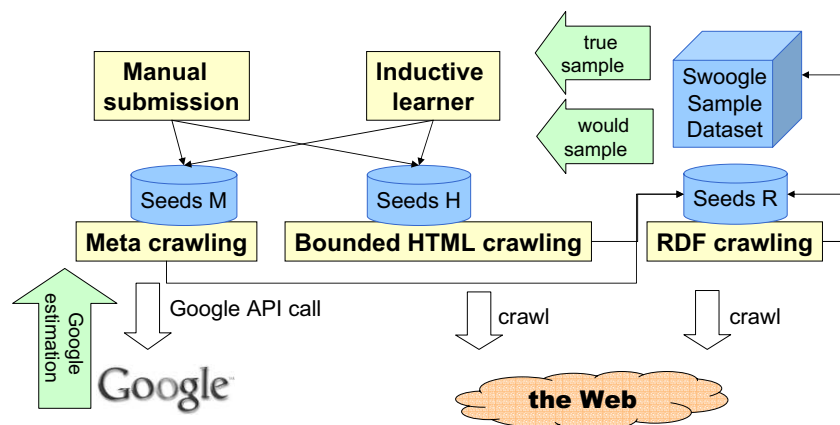 Manual
submission
Inductive
learner
true
sample
would
sample
Swoogle
Sample
Dataset
Seeds M
Seeds H
Seeds R
Meta crawling
Bounded HTML crawling
RDF crawling
Google
estimation
Google API call
crawl
crawl
Google™
the Web